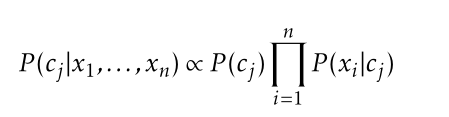 P(c_j|x_1,...,x_n) ∝ P(c_j) ∏_{i=1}^{n} P(x_i|c_j)